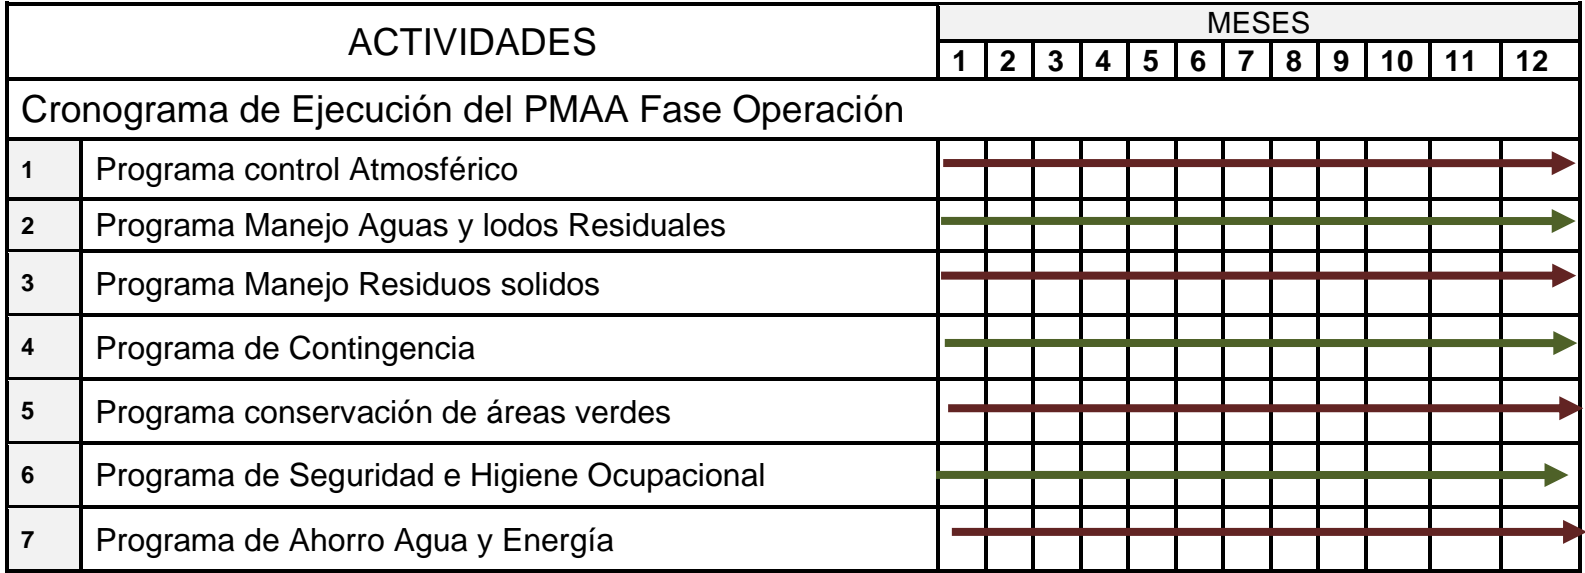 ACTIVIDADES
MESES
1 2 3 4 5 6 7 8 9 10 11 12
Cronograma de Ejecución del PMAA Fase Operación
1 Programa control Atmosférico
2 Programa Manejo Aguas y lodos Residuales
3 Programa Manejo Residuos solidos
4 Programa de Contingencia
5 Programa conservación de áreas verdes
6 Programa de Seguridad e Higiene Ocupacional
7 Programa de Ahorro Agua y Energía